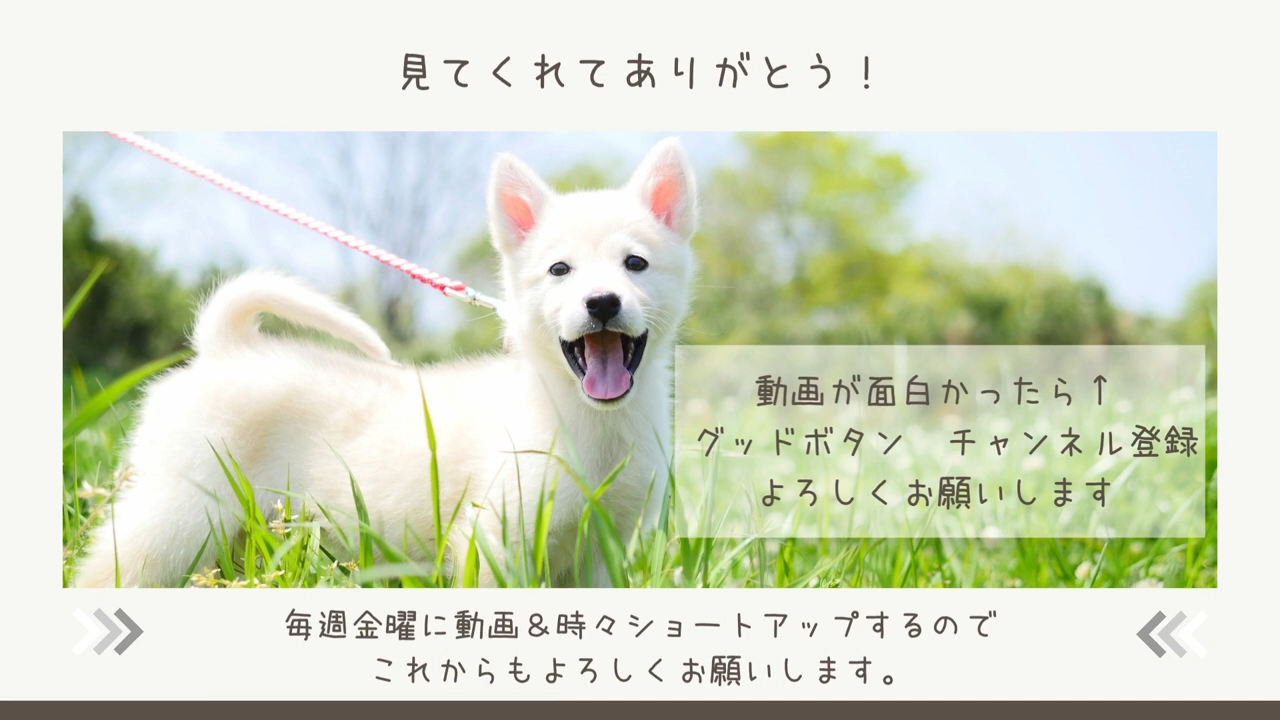 見てくれてありがとう！
動画が面白かったら↑
グッドボタン　チャンネル登録
よろしくお願いします
毎週金曜に動画＆時々ショートアップするので
これからもよろしくお願いします。